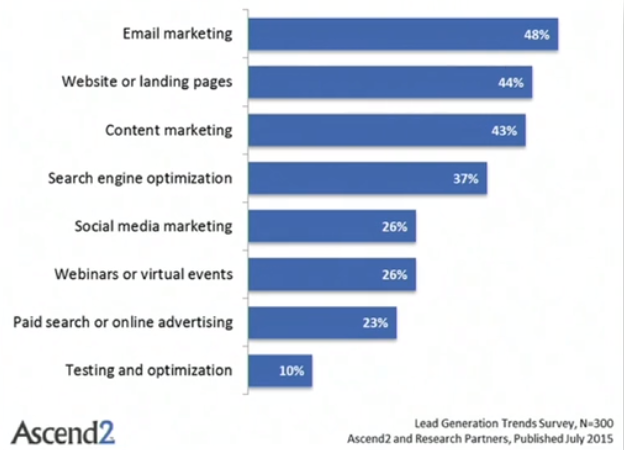 Email marketing 48%
Website or landing pages 44%
Content marketing 43%
Search engine optimization 37%
Social media marketing 26%
Webinars or virtual events 26%
Paid search or online advertising 23%
Testing and optimization 10%
Ascend2
Lead Generation Trends Survey, N=300
Ascend2 and Research Partners, Published July 2015